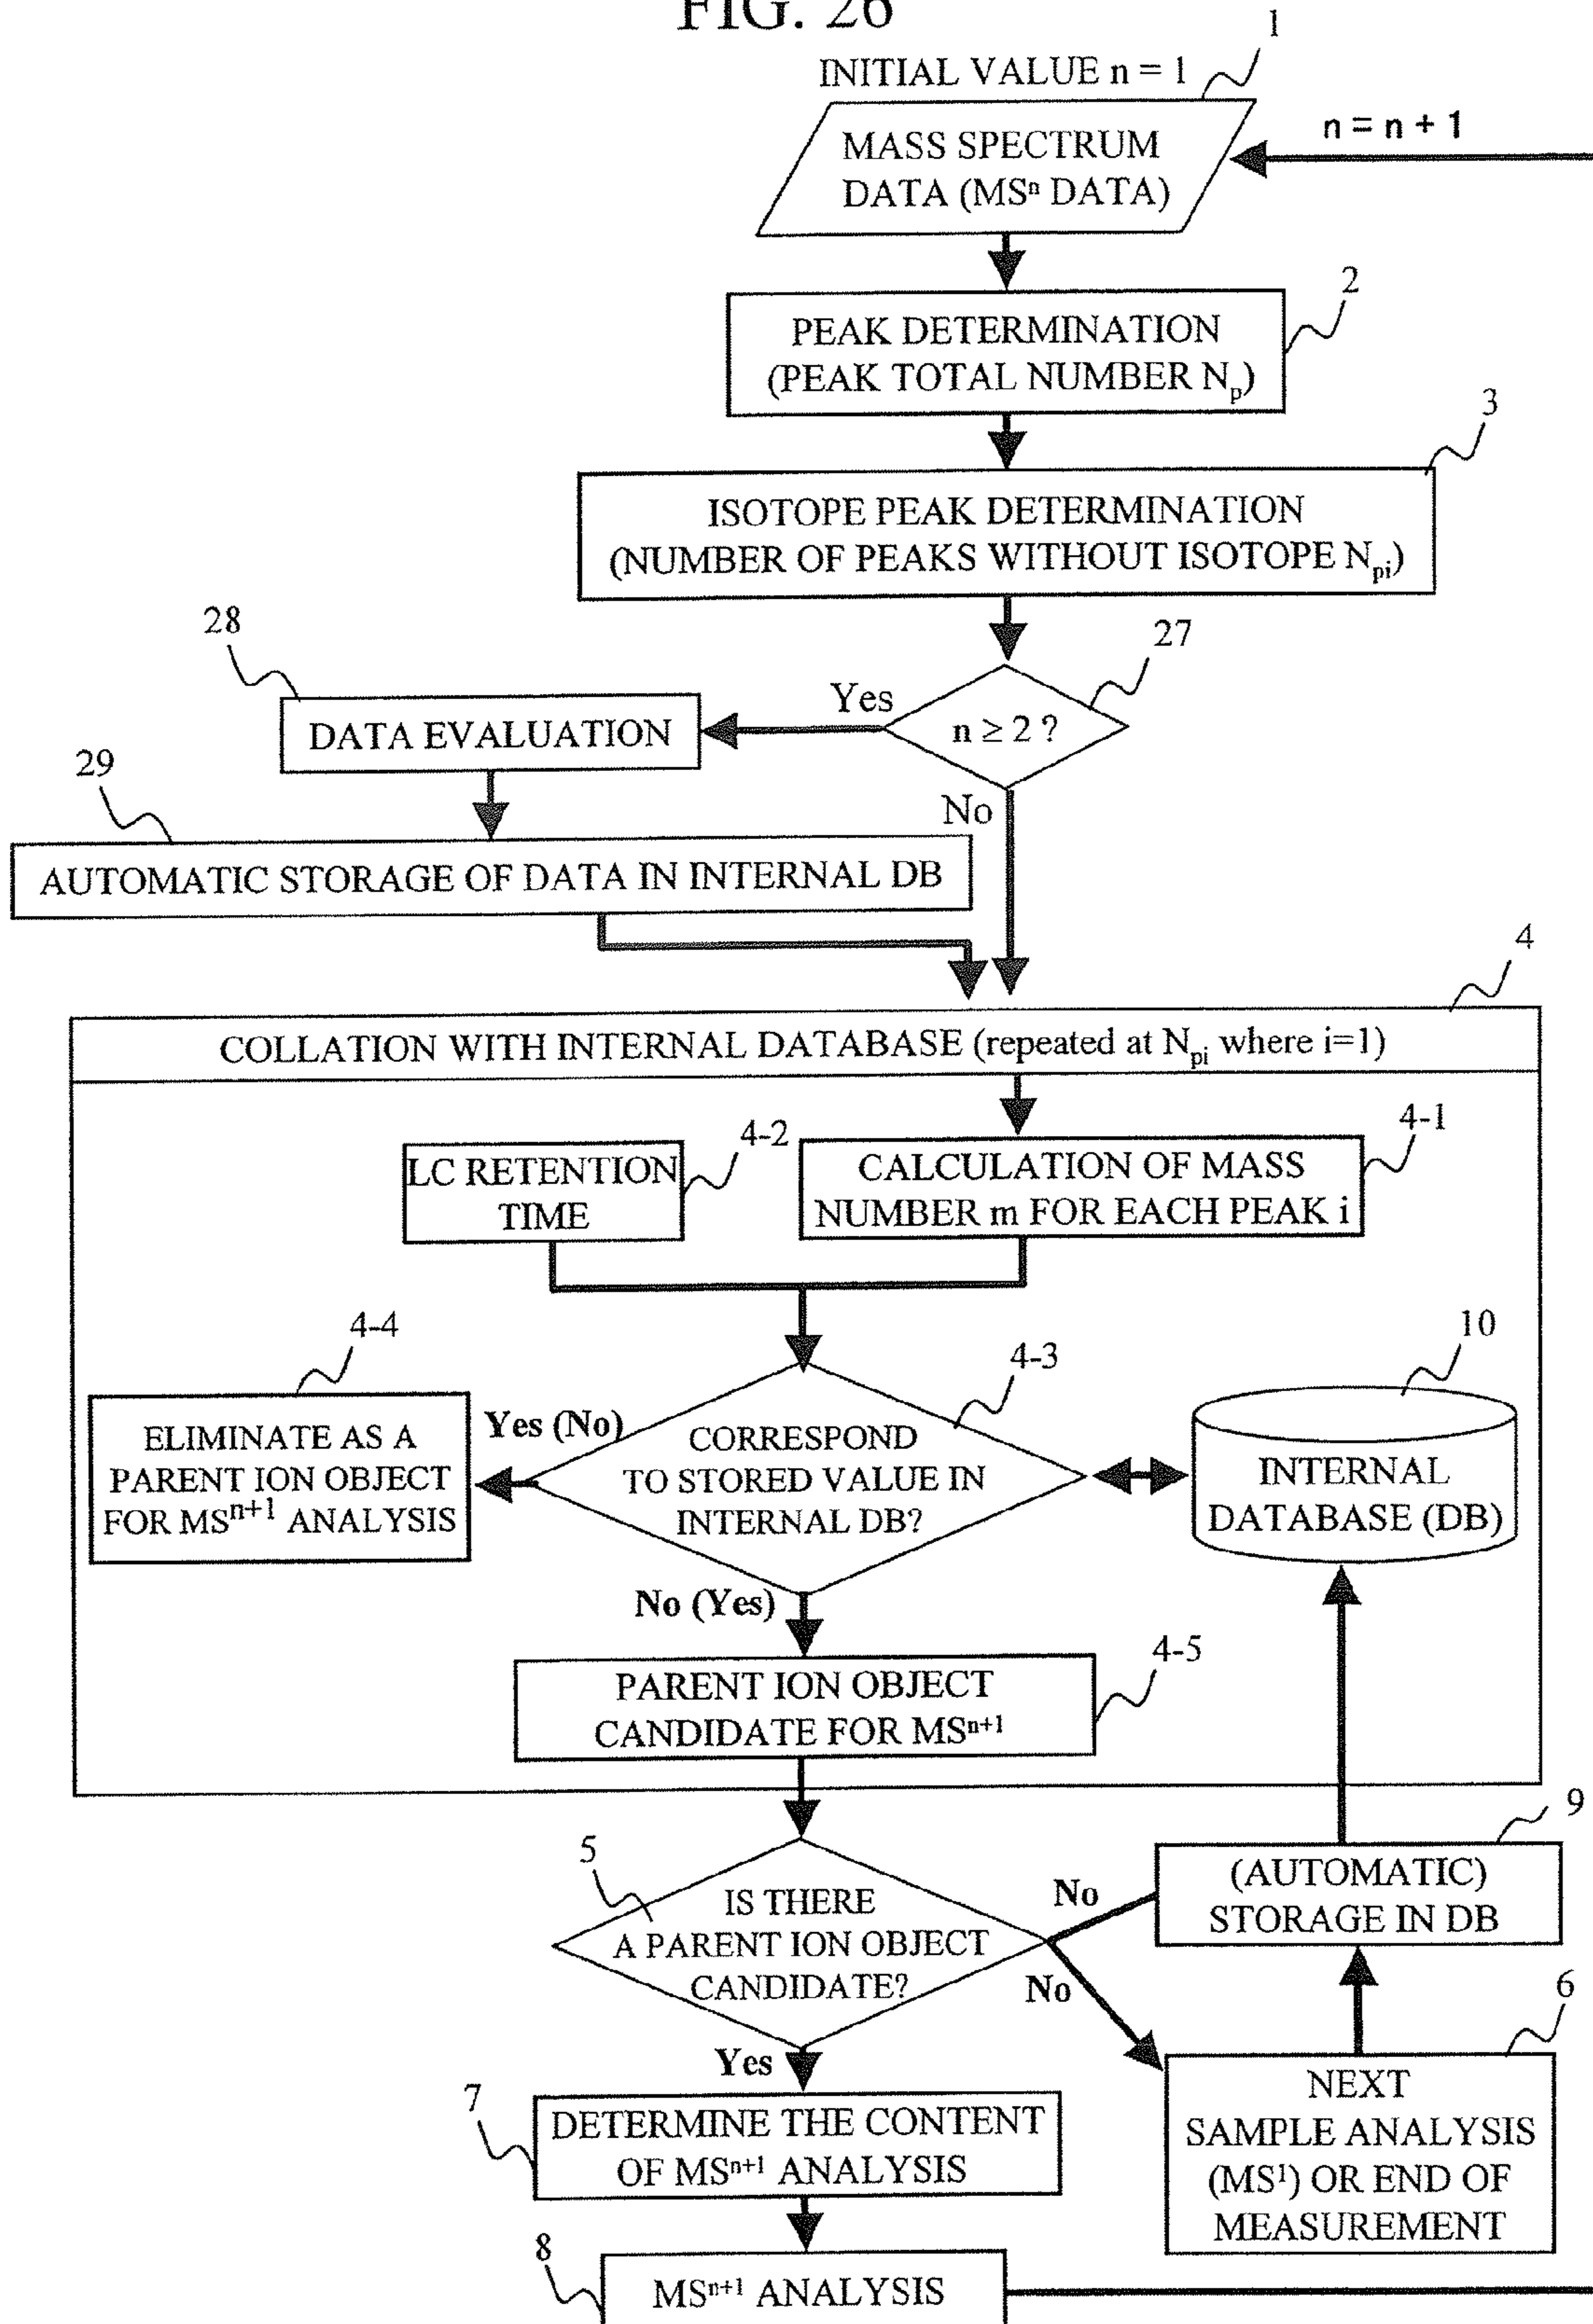 FIG. 26
1
INITIAL VALUE n = 1
n = n + 1
MASS SPECTRUM
DATA (MSⁿ DATA)
2
PEAK DETERMINATION
(PEAK TOTAL NUMBER Nₚ)
3
ISOTOPE PEAK DETERMINATION
(NUMBER OF PEAKS WITHOUT ISOTOPE Nₚᵢ)
28
27
Yes
n ≥ 2 ?
DATA EVALUATION
29
No
AUTOMATIC STORAGE OF DATA IN INTERNAL DB
4
COLLATION WITH INTERNAL DATABASE (repeated at Nₚᵢ where i=1)
4-2
4-1
LC RETENTION
TIME
CALCULATION OF MASS
NUMBER m FOR EACH PEAK i
4-4
4-3
10
Yes (No)
ELIMINATE AS A
PARENT ION OBJECT
FOR MSⁿ⁺¹ ANALYSIS
CORRESPOND
TO STORED VALUE IN
INTERNAL DB?
INTERNAL
DATABASE (DB)
No (Yes)
4-5
PARENT ION OBJECT
CANDIDATE FOR MSⁿ⁺¹
9
5
IS THERE
A PARENT ION OBJECT
CANDIDATE?
No
(AUTOMATIC)
STORAGE IN DB
No
6
Yes
7
DETERMINE THE CONTENT
OF MSⁿ⁺¹ ANALYSIS
NEXT
SAMPLE ANALYSIS
(MS¹) OR END OF
MEASUREMENT
8
MSⁿ⁺¹ ANALYSIS